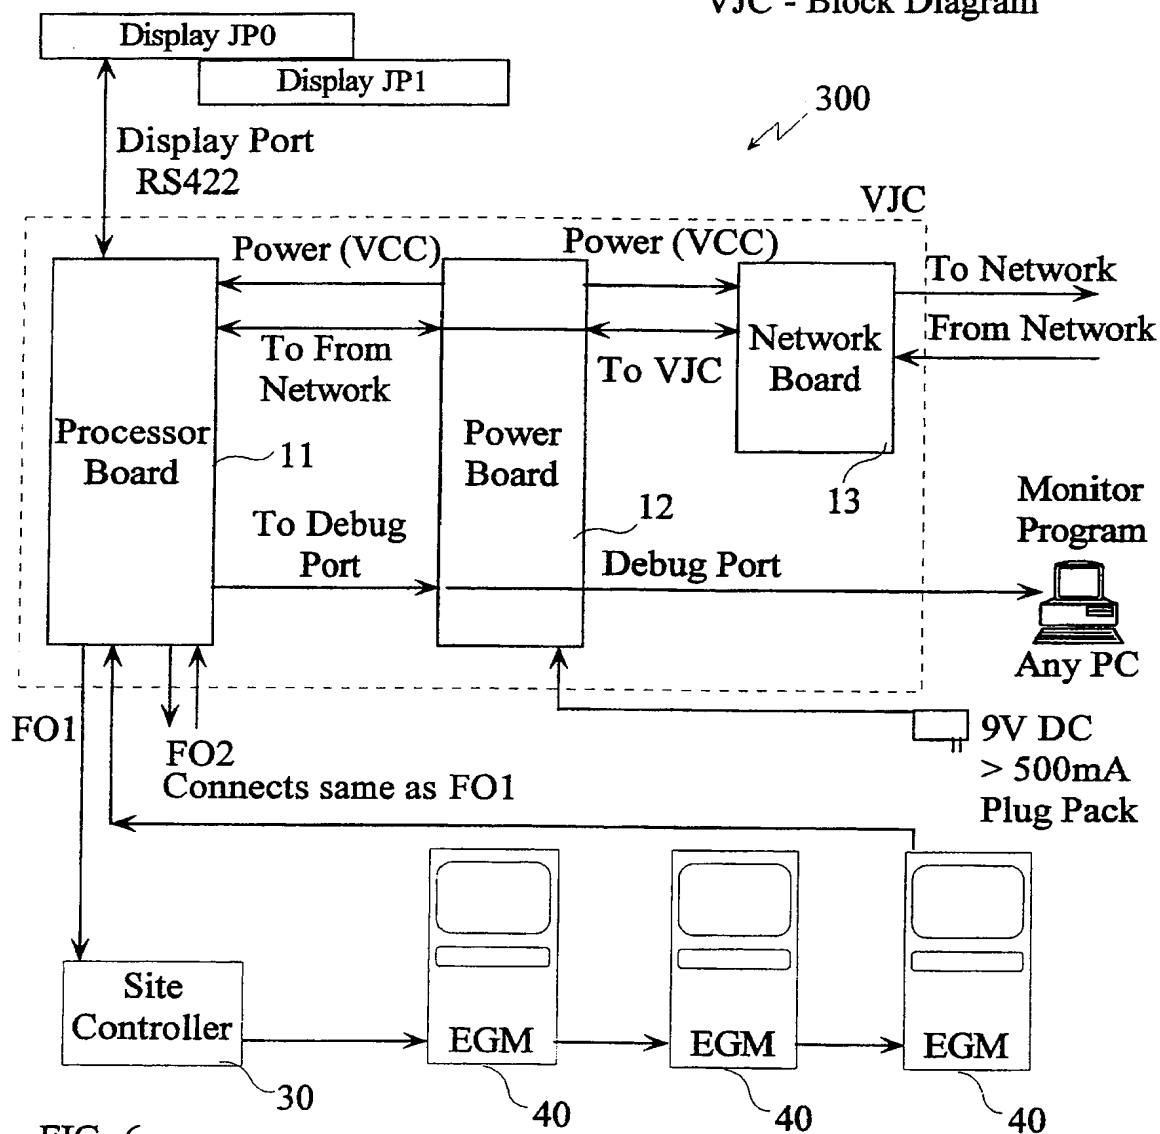 VJC - Block Diagram
Display JP0
Display JP1
300
Display Port
RS422
VJC
Power (VCC)
Power (VCC)
To Network
From Network
To From
Network
To VJC
Network
Board
Processor
Board
11
Power
Board
13
12
Monitor
Program
To Debug
Port
Debug Port
Any PC
FO1
FO2
Connects same as FO1
9V DC
> 500mA
Plug Pack
Site
Controller
EGM
EGM
EGM
30
40
40
40
FIG. 6